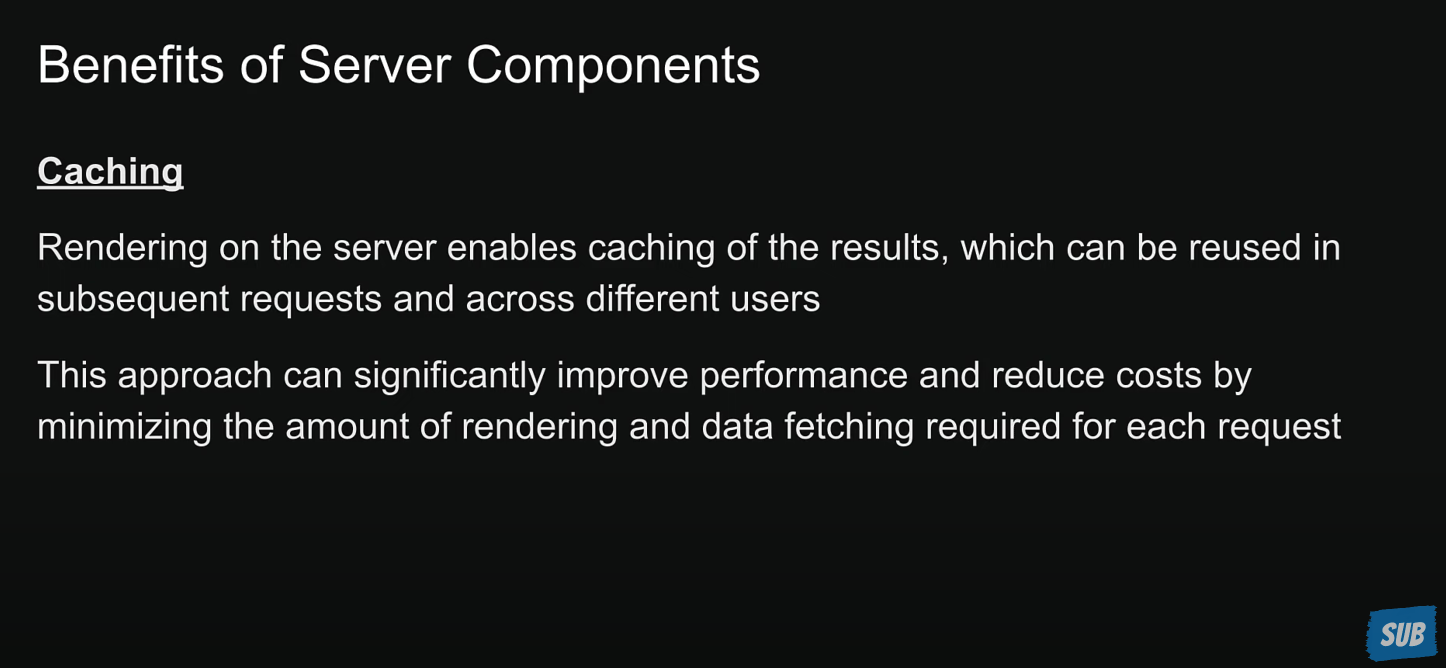 Benefits of Server Components
Caching
Rendering on the server enables caching of the results, which can be reused in
subsequent requests and across different users
This approach can significantly improve performance and reduce costs by
minimizing the amount of rendering and data fetching required for each request
SUB